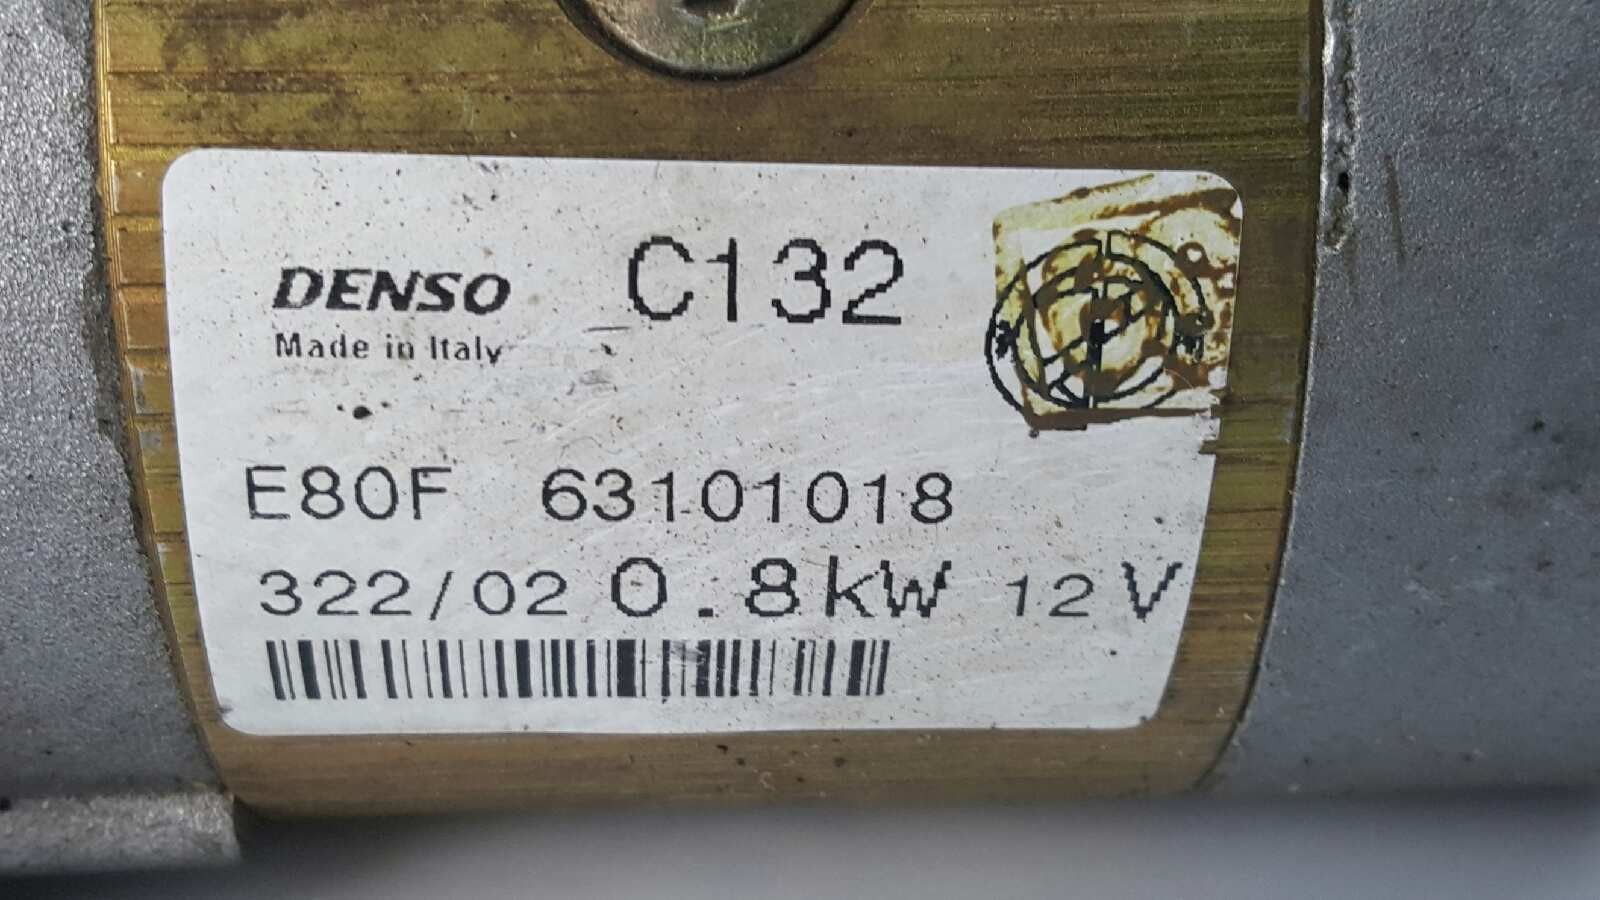 DENSO C132
Made in Italy
E80F 63101018
322/02 0.8kW 12V